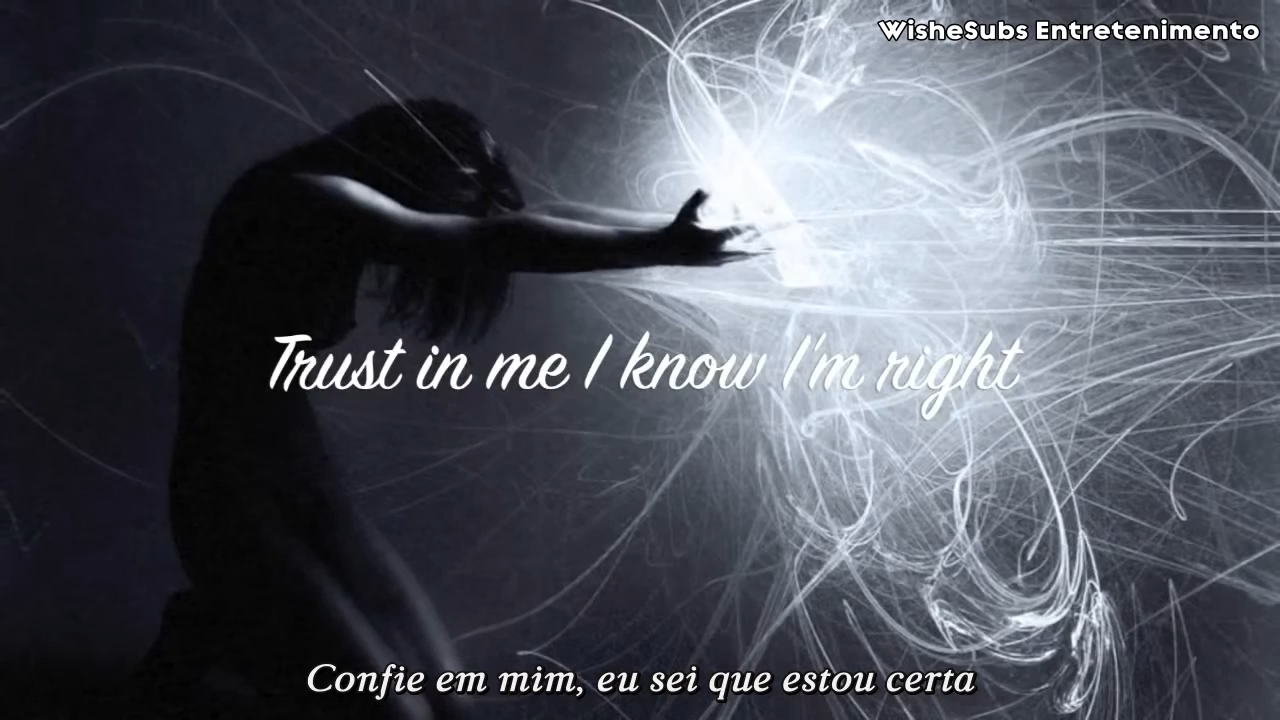 WisheSubs Entretenimento
Trust in me I know I'm right
Confie em mim, eu sei que estou certa